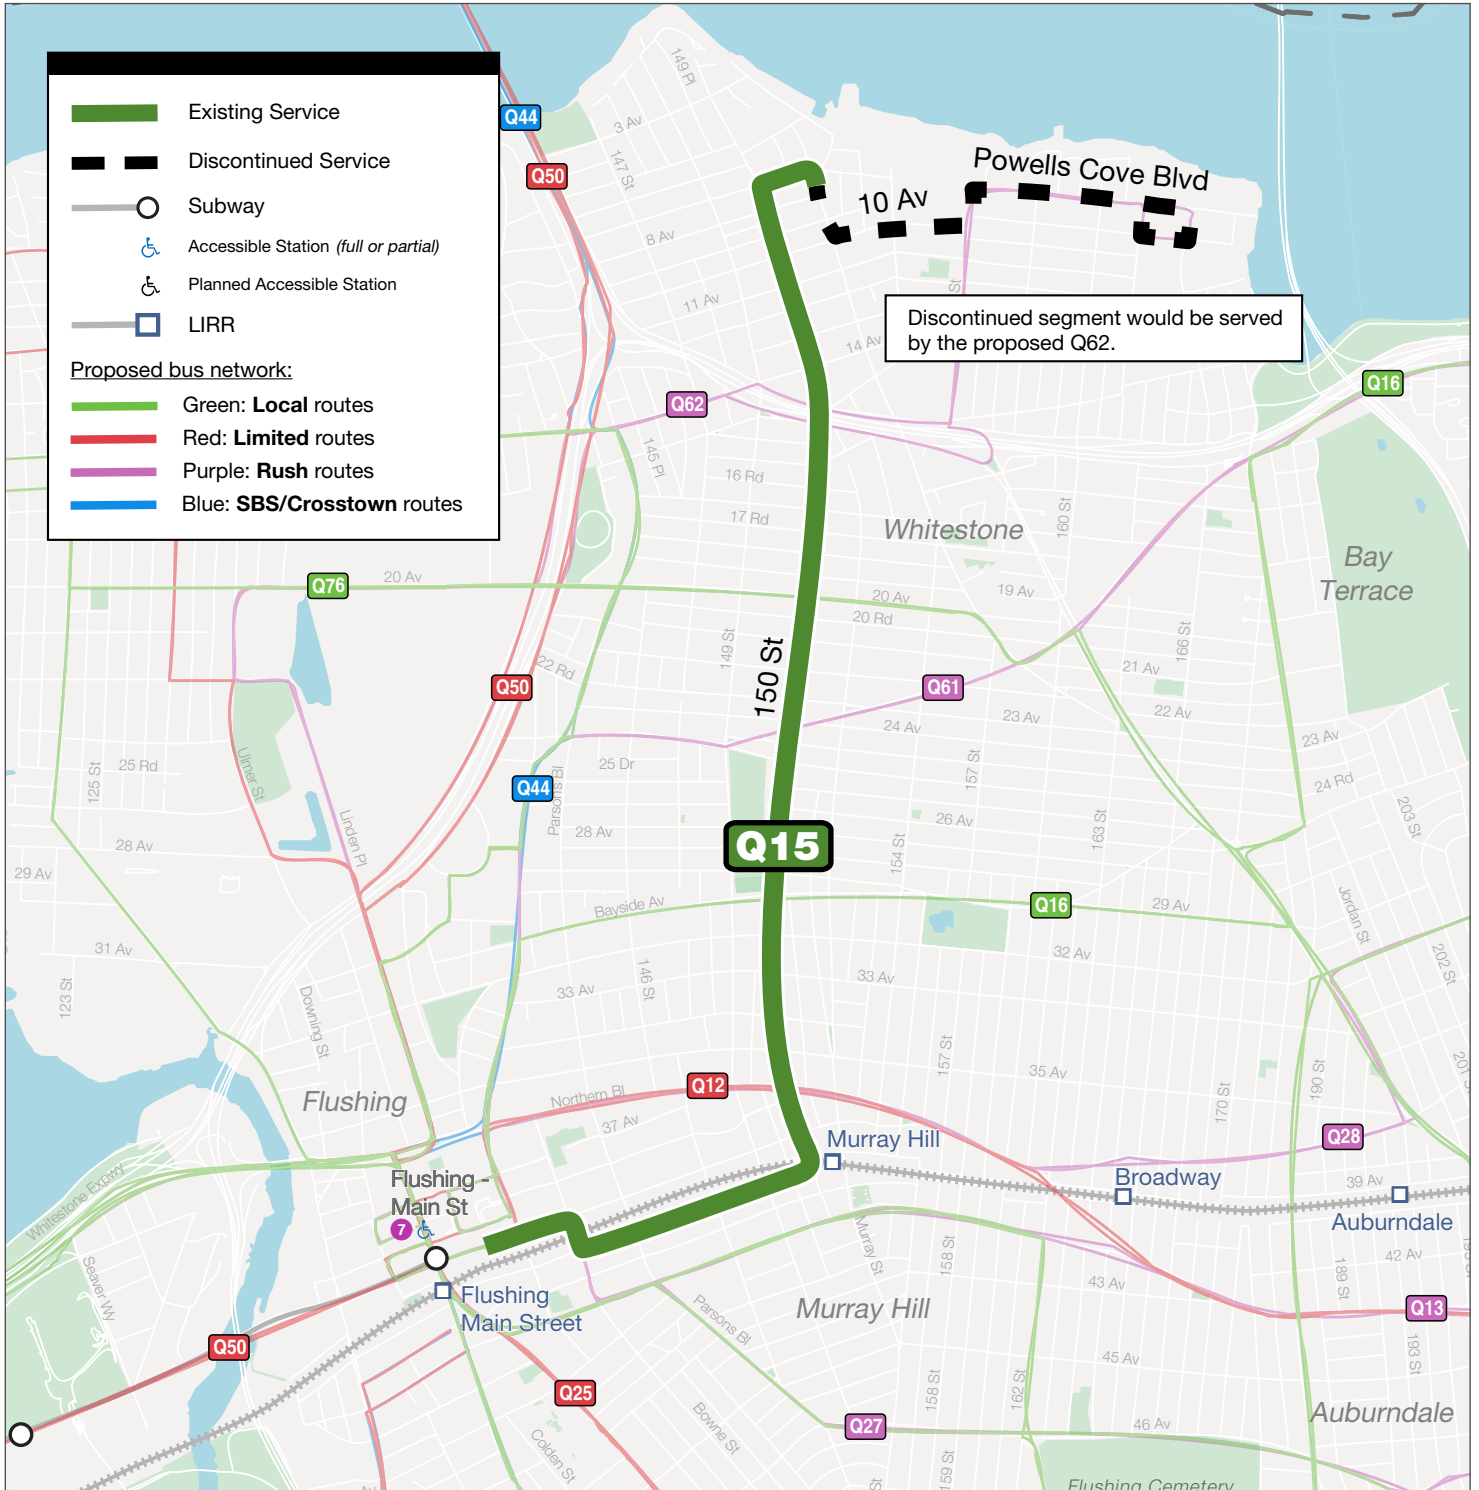 Existing Service
Discontinued Service
Subway
Accessible Station (full or partial)
Planned Accessible Station
LIRR
Proposed bus network:
Green: Local routes
Red: Limited routes
Purple: Rush routes
Blue: SBS/Crosstown routes
Q44
Q50
149 Pl
3 Av
147 St
8 Av
11 Av
14 Av
10 Av
Powells Cove Blvd
St
Discontinued segment would be served
by the proposed Q62.
Q16
Q62
145 Pl
16 Rd
17 Rd
Whitestone
160 St
Bay
Terrace
Q76
20 Av
20 Av
20 Rd
19 Av
149 St
150 St
22 Rd
Q50
Q61
166 St
21 Av
22 Av
23 Av
24 Av
23 Av
24 Rd
203 St
125 St
25 Rd
Ulmer St
Linden Pl
Q44
Parsons Bl
25 Dr
28 Av
157 St
26 Av
163 St
154 St
Q15
28 Av
29 Av
Bayside Av
Q16
29 Av
Jordan St
202 St
31 Av
123 St
Downing St
33 Av
146 St
33 Av
32 Av
157 St
35 Av
170 St
190 St
201 S
Flushing
Northern Bl
Q12
37 Av
Murray Hill
Q28
Broadway
39 Av
Auburndale
Whitestone Expwy
Flushing -
Main St
7
Seaver Wy
Flushing
Main Street
Murray St
158 St
43 Av
42 Av
189 St
Murray Hill
Parsons Bl
Q13
193 St
Q50
Q25
45 Av
158 St
162 St
Auburndale
Q27
46 Av
Bowne St
Colden St
St
159 St
Flushing Cemetery